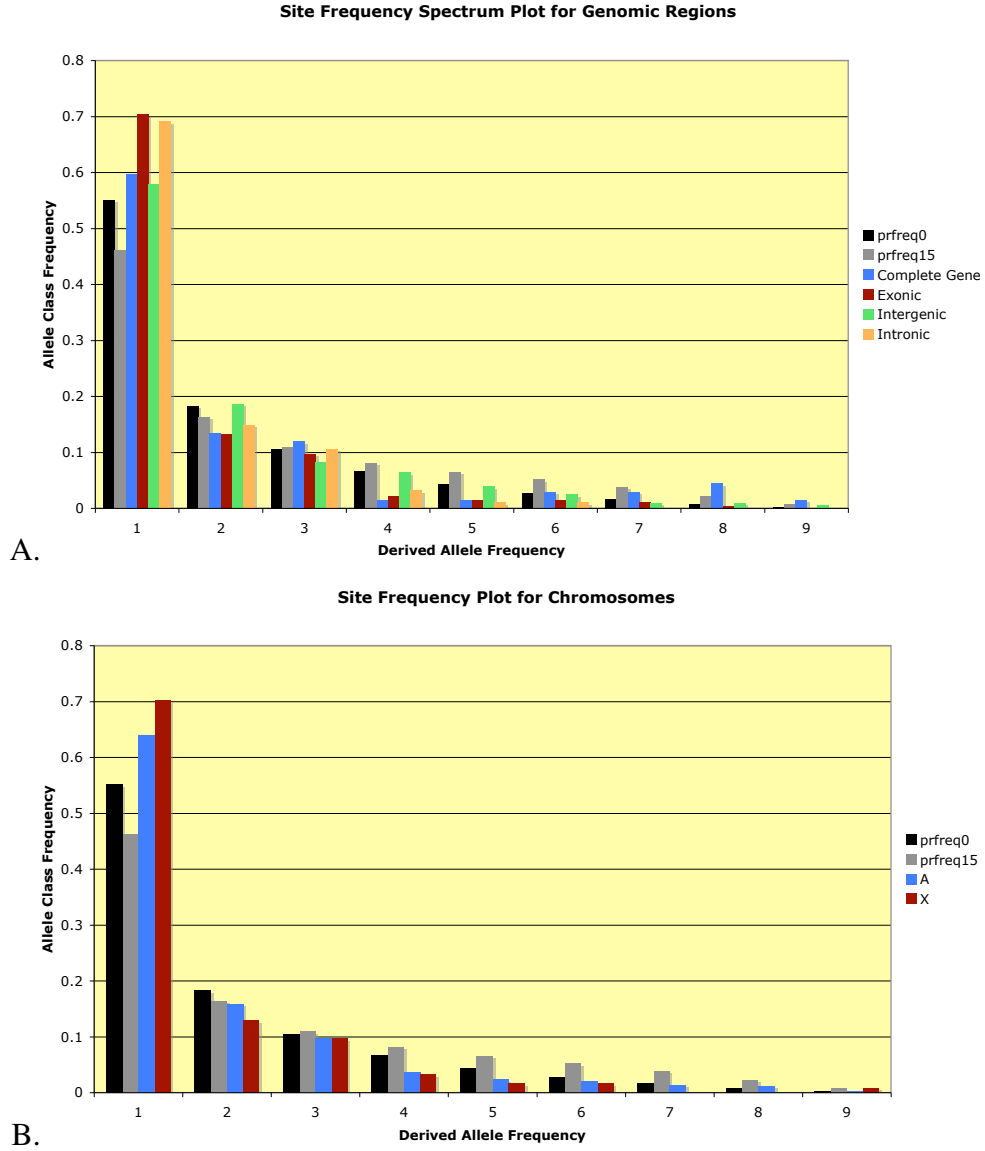 Site Frequency Spectrum Plot for Genomic Regions
0.8
0.7
0.6
0.5
0.4
0.3
0.2
0.1
0
Allele Class Frequency
1 2 3 4 5 6 7 8 9
Derived Allele Frequency
prfreq0
prfreq15
Complete Gene
Exonic
Intergenic
Intronic
A.
Site Frequency Plot for Chromosomes
0.8
0.7
0.6
0.5
0.4
0.3
0.2
0.1
0
Allele Class Frequency
1 2 3 4 5 6 7 8 9
Derived Allele Frequency
prfreq0
prfreq15
A
X
B.